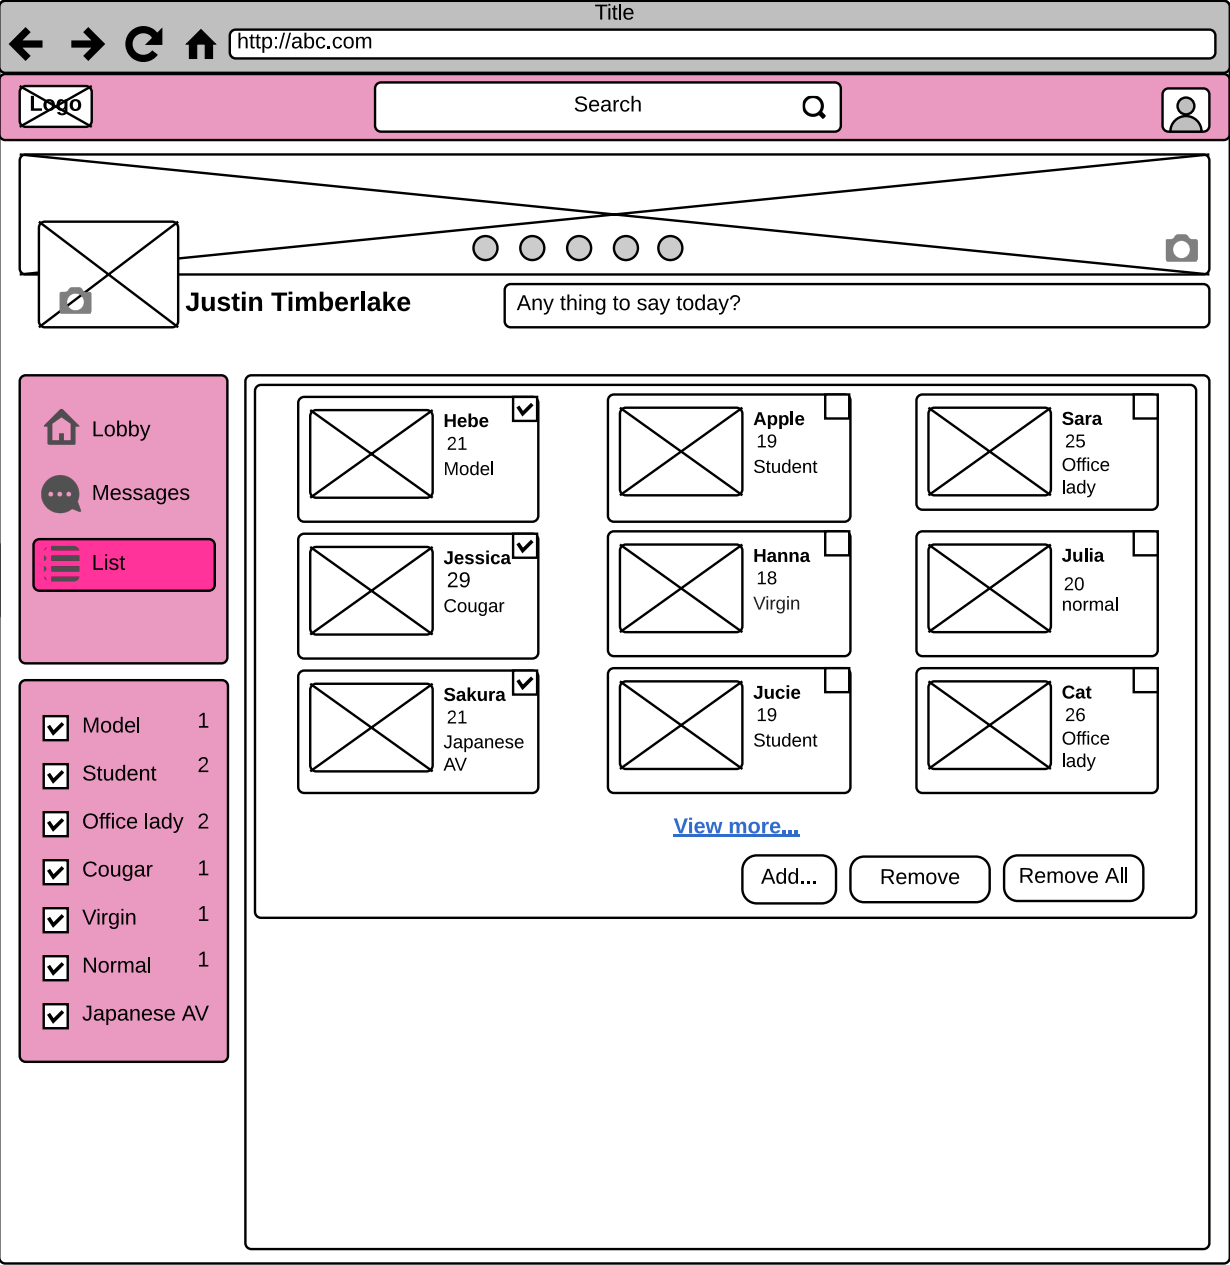 Title
http://abc.com
Logo
Search
Justin Timberlake
Any thing to say today?
Lobby
Messages
List
Model 1
Student 2
Office lady 2
Cougar 1
Virgin 1
Normal 1
Japanese AV
Hebe
21
Model
Apple
19
Student
Sara
25
Office
lady
Jessica
29
Cougar
Hanna
18
Virgin
Julia
20
normal
Sakura
21
Japanese
AV
Jucie
19
Student
Cat
26
Office
lady
View more...
Add...
Remove
Remove All